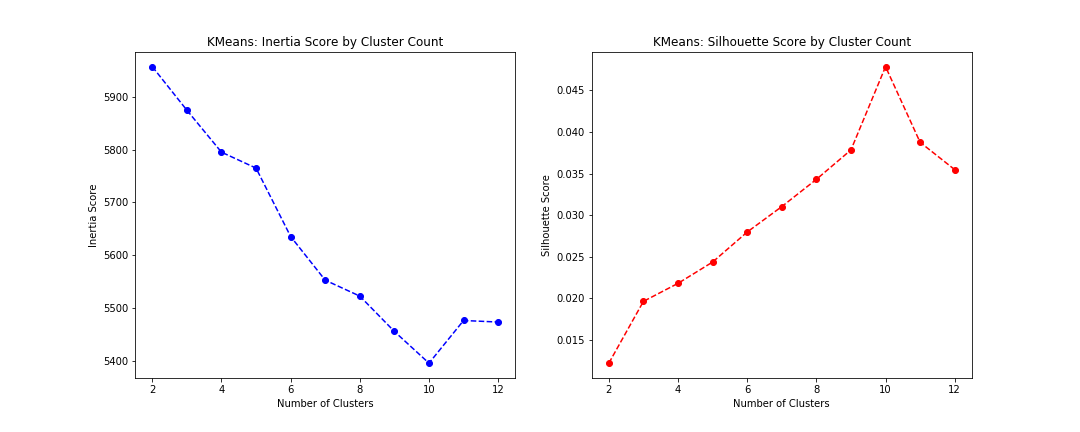 KMeans: Inertia Score by Cluster Count
Inertia Score
5900
5800
5700
5600
5500
5400
2 4 6 8 10 12
Number of Clusters
KMeans: Silhouette Score by Cluster Count
Silhouette Score
0.045
0.040
0.035
0.030
0.025
0.020
0.015
2 4 6 8 10 12
Number of Clusters